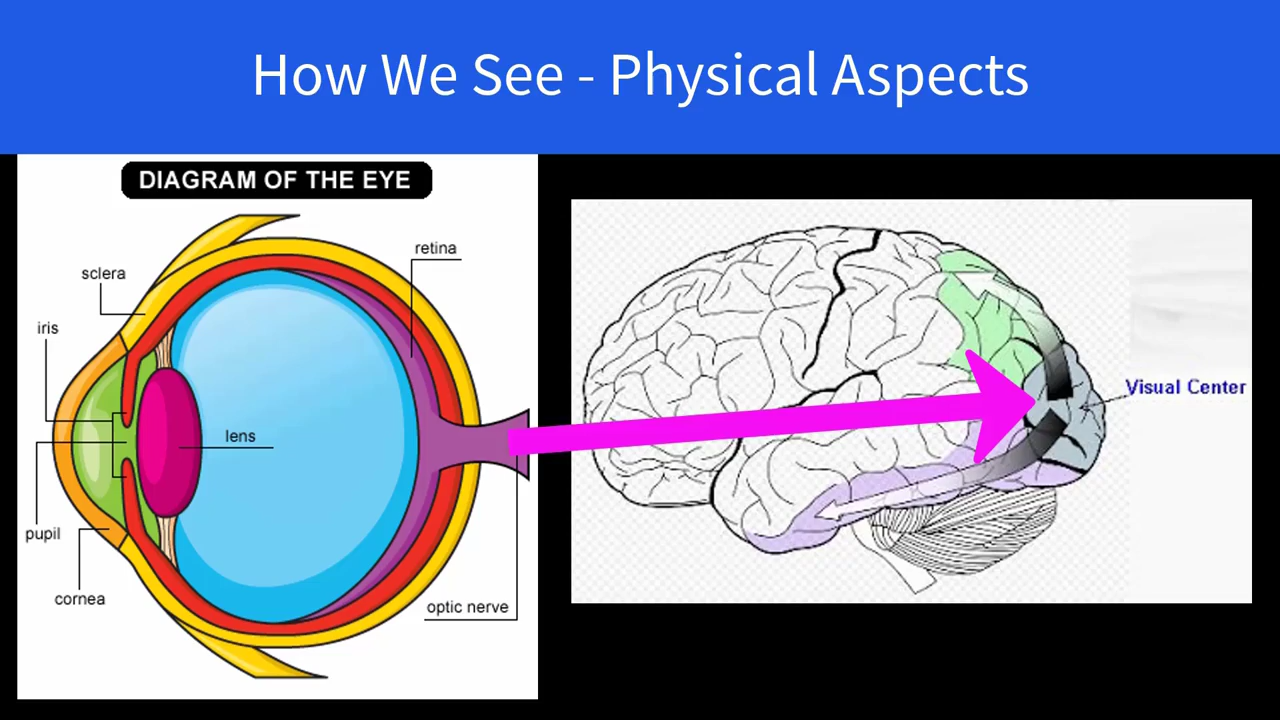 How We See - Physical Aspects
DIAGRAM OF THE EYE
retina
sclera
iris
lens
pupil
cornea
optic nerve
Visual Center